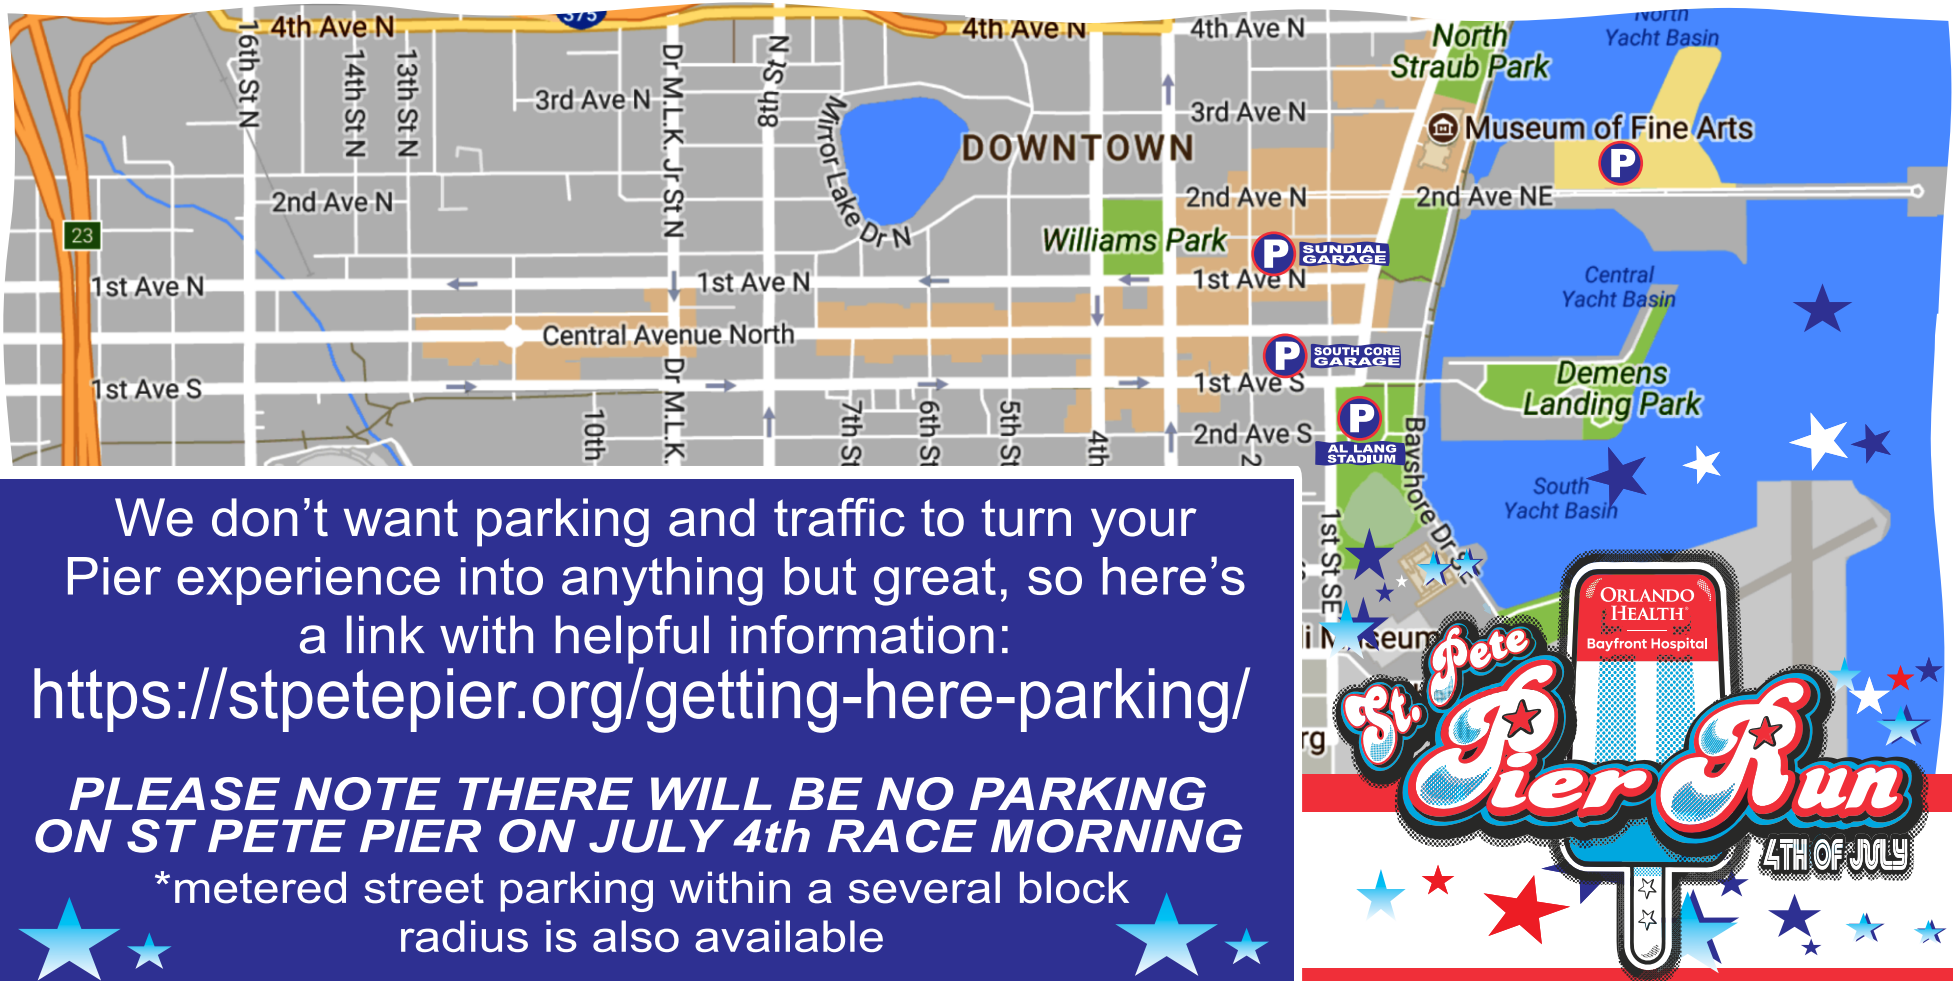 375
4th Ave N
4th Ave N
4th Ave N
North
Yacht Basin
North
Straub Park
16th St N
14th St N
13th St N
Dr M.L.K. Jr St N
8th St N
3rd Ave N
3rd Ave N
Mirror Lake Dr N
DOWNTOWN
Museum of Fine Arts
P
2nd Ave N
2nd Ave N
2nd Ave NE
23
Williams Park
P
SUNDIAL
GARAGE
1st Ave N
1st Ave N
1st Ave N
Central
Yacht Basin
Central Avenue North
P
SOUTH CORE
GARAGE
1st Ave S
1st Ave S
Dr M.L.K.
Demens
Landing Park
10th
7th St
6th St
5th St
4th
2nd Ave S
2
P
AL LANG
STADIUM
Bayshore Dr
South
Yacht Basin
1st St SE
We don't want parking and traffic to turn your
Pier experience into anything but great, so here's
a link with helpful information:
https://stpetepier.org/getting-here-parking/
PLEASE NOTE THERE WILL BE NO PARKING
ON ST PETE PIER ON JULY 4th RACE MORNING
*metered street parking within a several block
radius is also available
ORLANDO
HEALTH®
Bayfront Hospital
St. Pete
Pier Run
4TH OF JULY